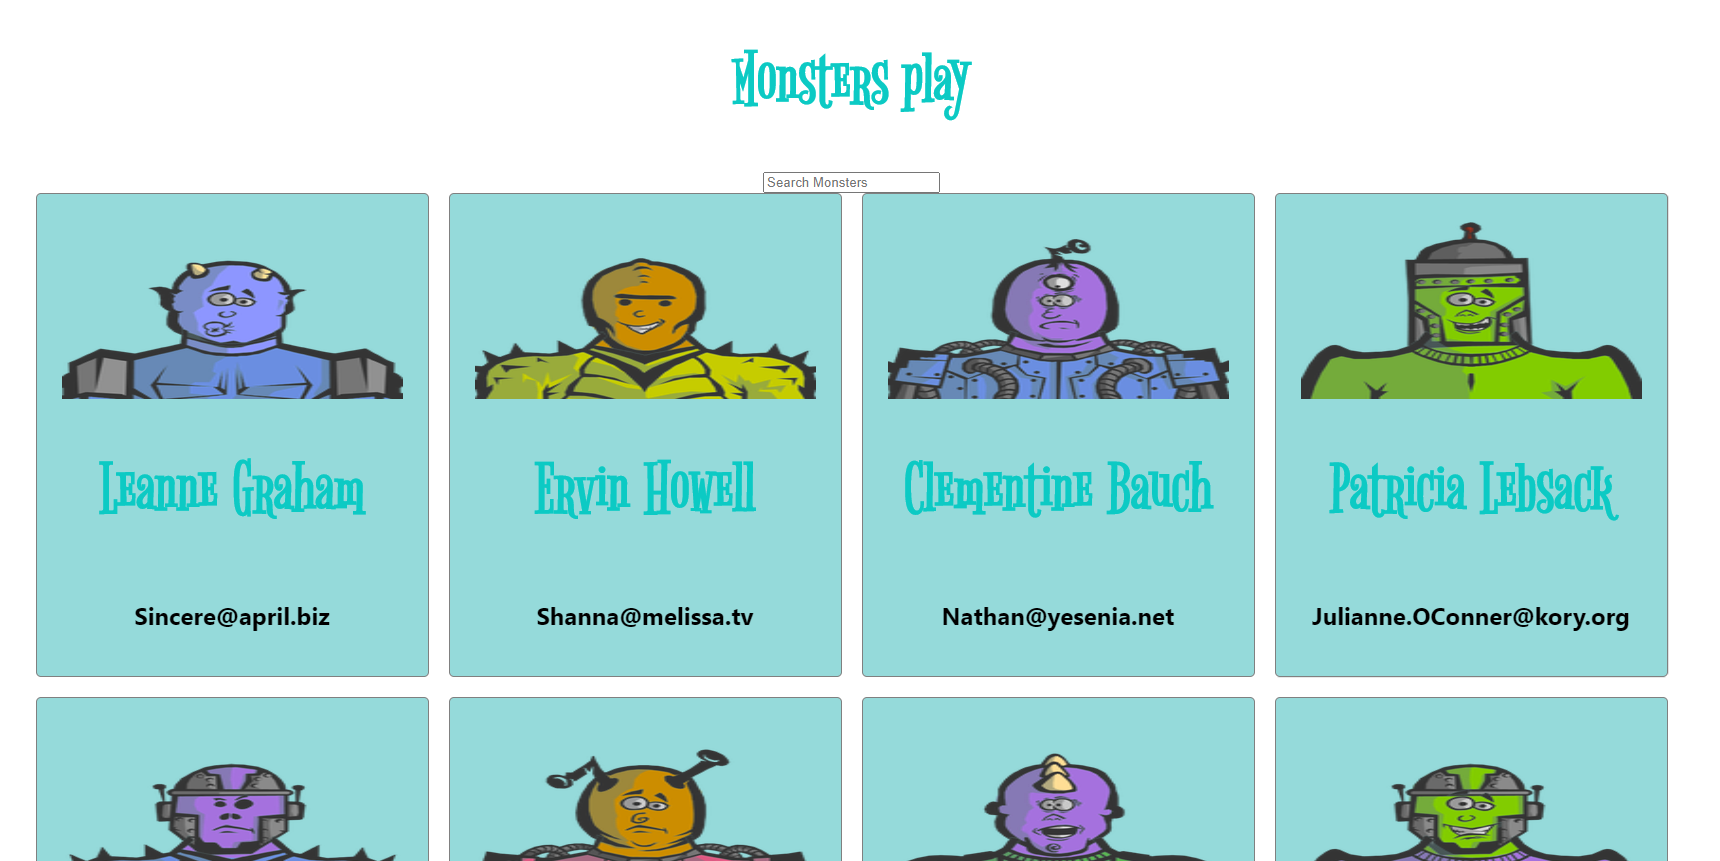 Monsters play
Search Monsters
Leanne Graham
Ervin Howell
Clementine Bauch
Patricia Lebsack
Sincere@april.biz
Shanna@melissa.tv
Nathan@yesenia.net
Julianne.OConner@kory.org